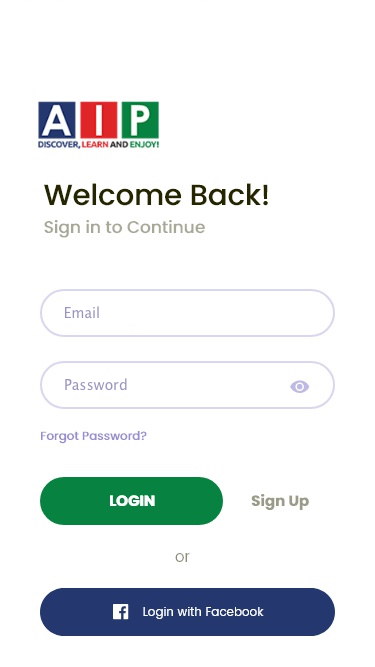 AIP
DISCOVER, LEARN AND ENJOY!
Welcome Back!
Sign in to Continue
Email
Password
Forgot Password?
LOGIN Sign Up
or
Login with Facebook